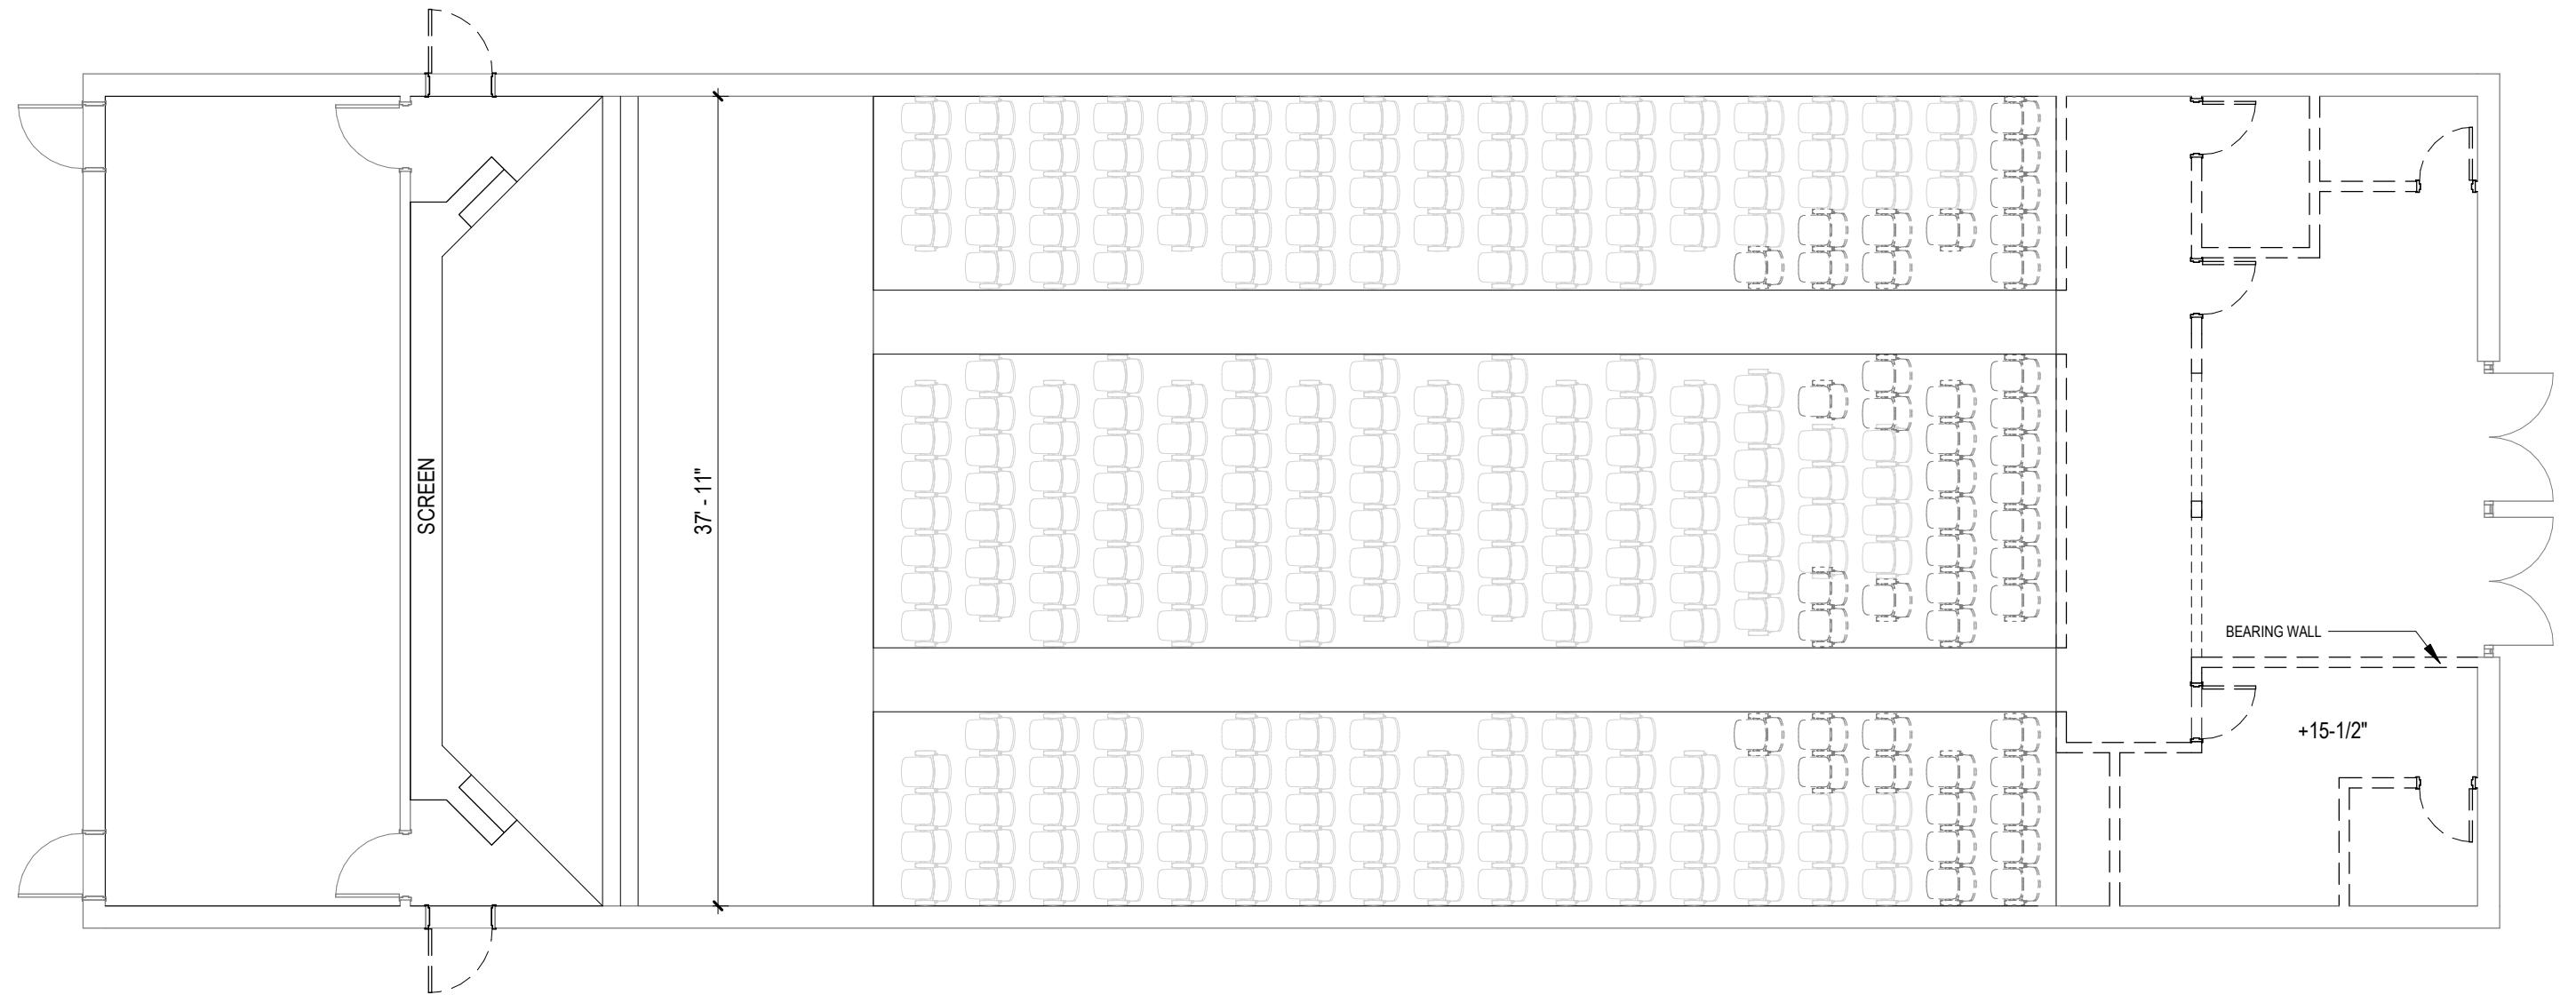 SCREEN
37' - 11"
BEARING WALL
+15-1/2"